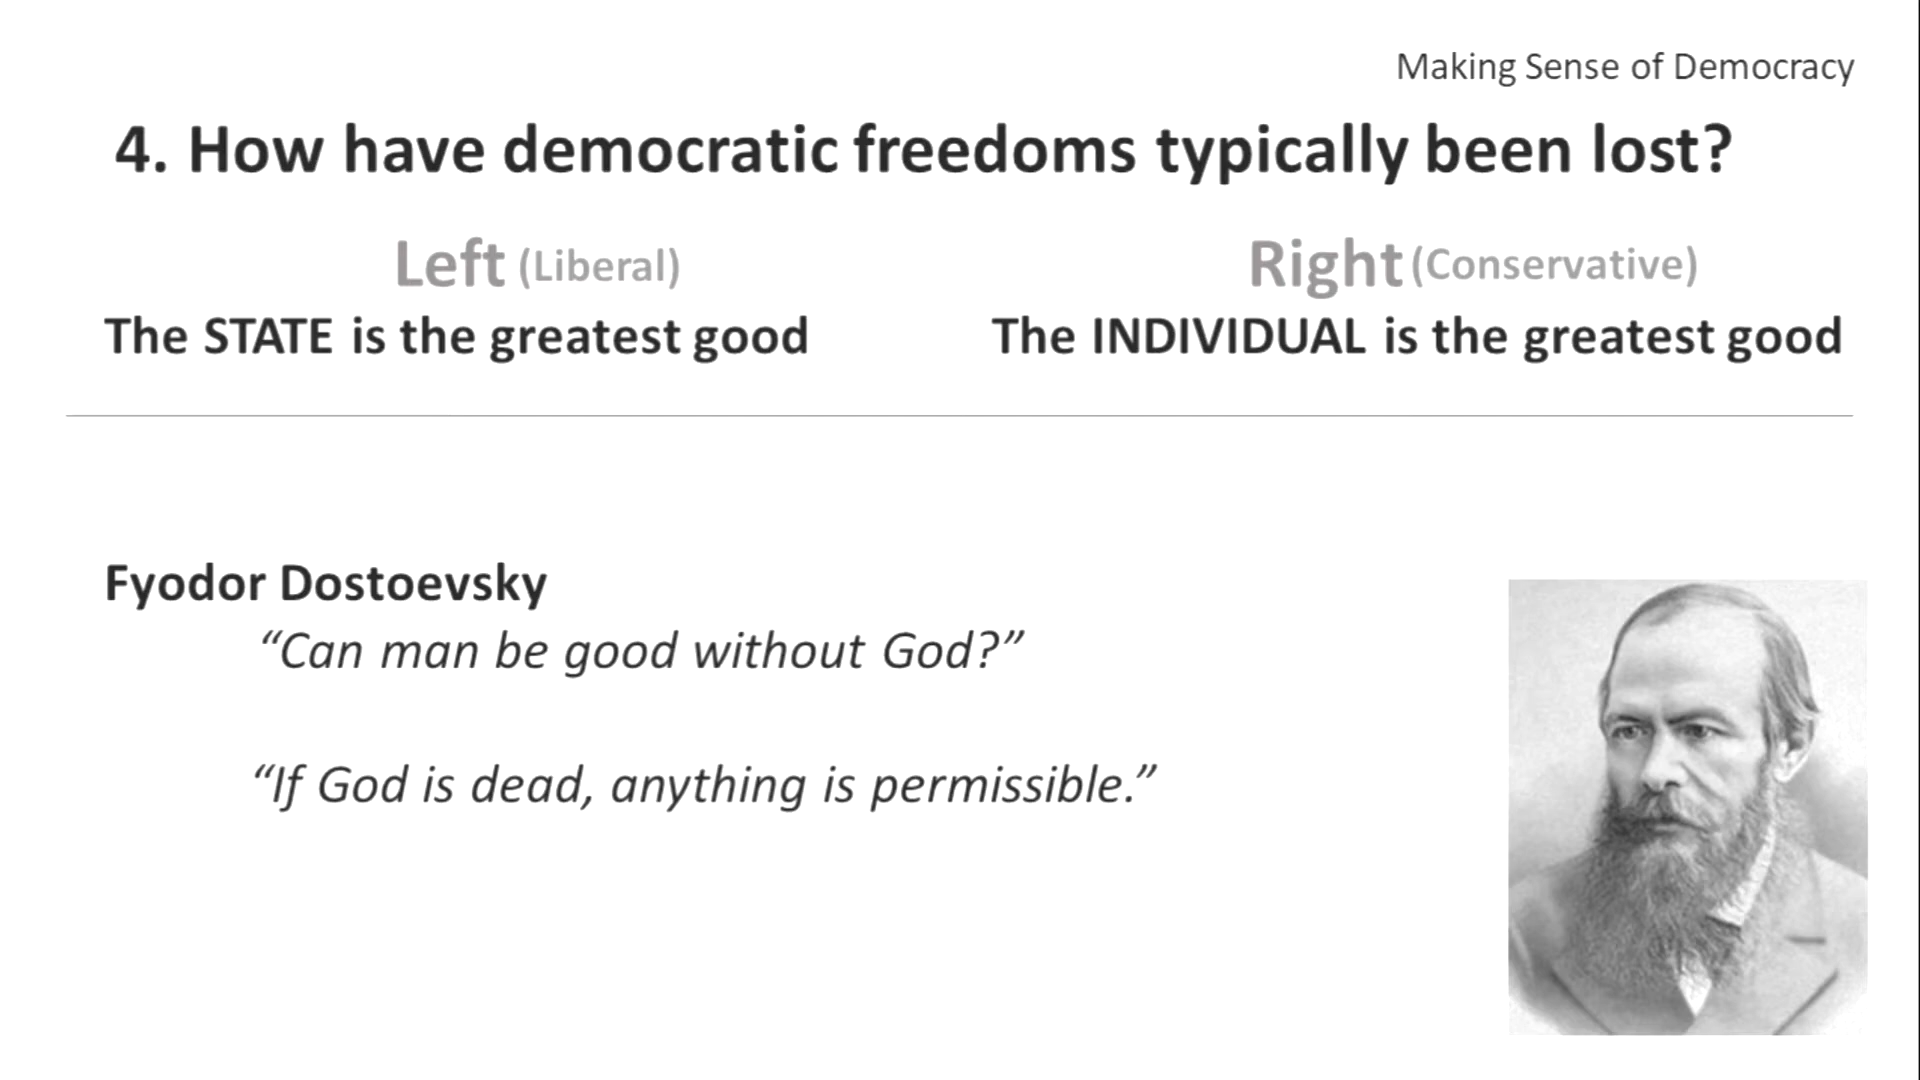 Making Sense of Democracy
4. How have democratic freedoms typically been lost?
Left (Liberal)
Right (Conservative)
The STATE is the greatest good
The INDIVIDUAL is the greatest good
Fyodor Dostoevsky
“Can man be good without God?”
“If God is dead, anything is permissible.”